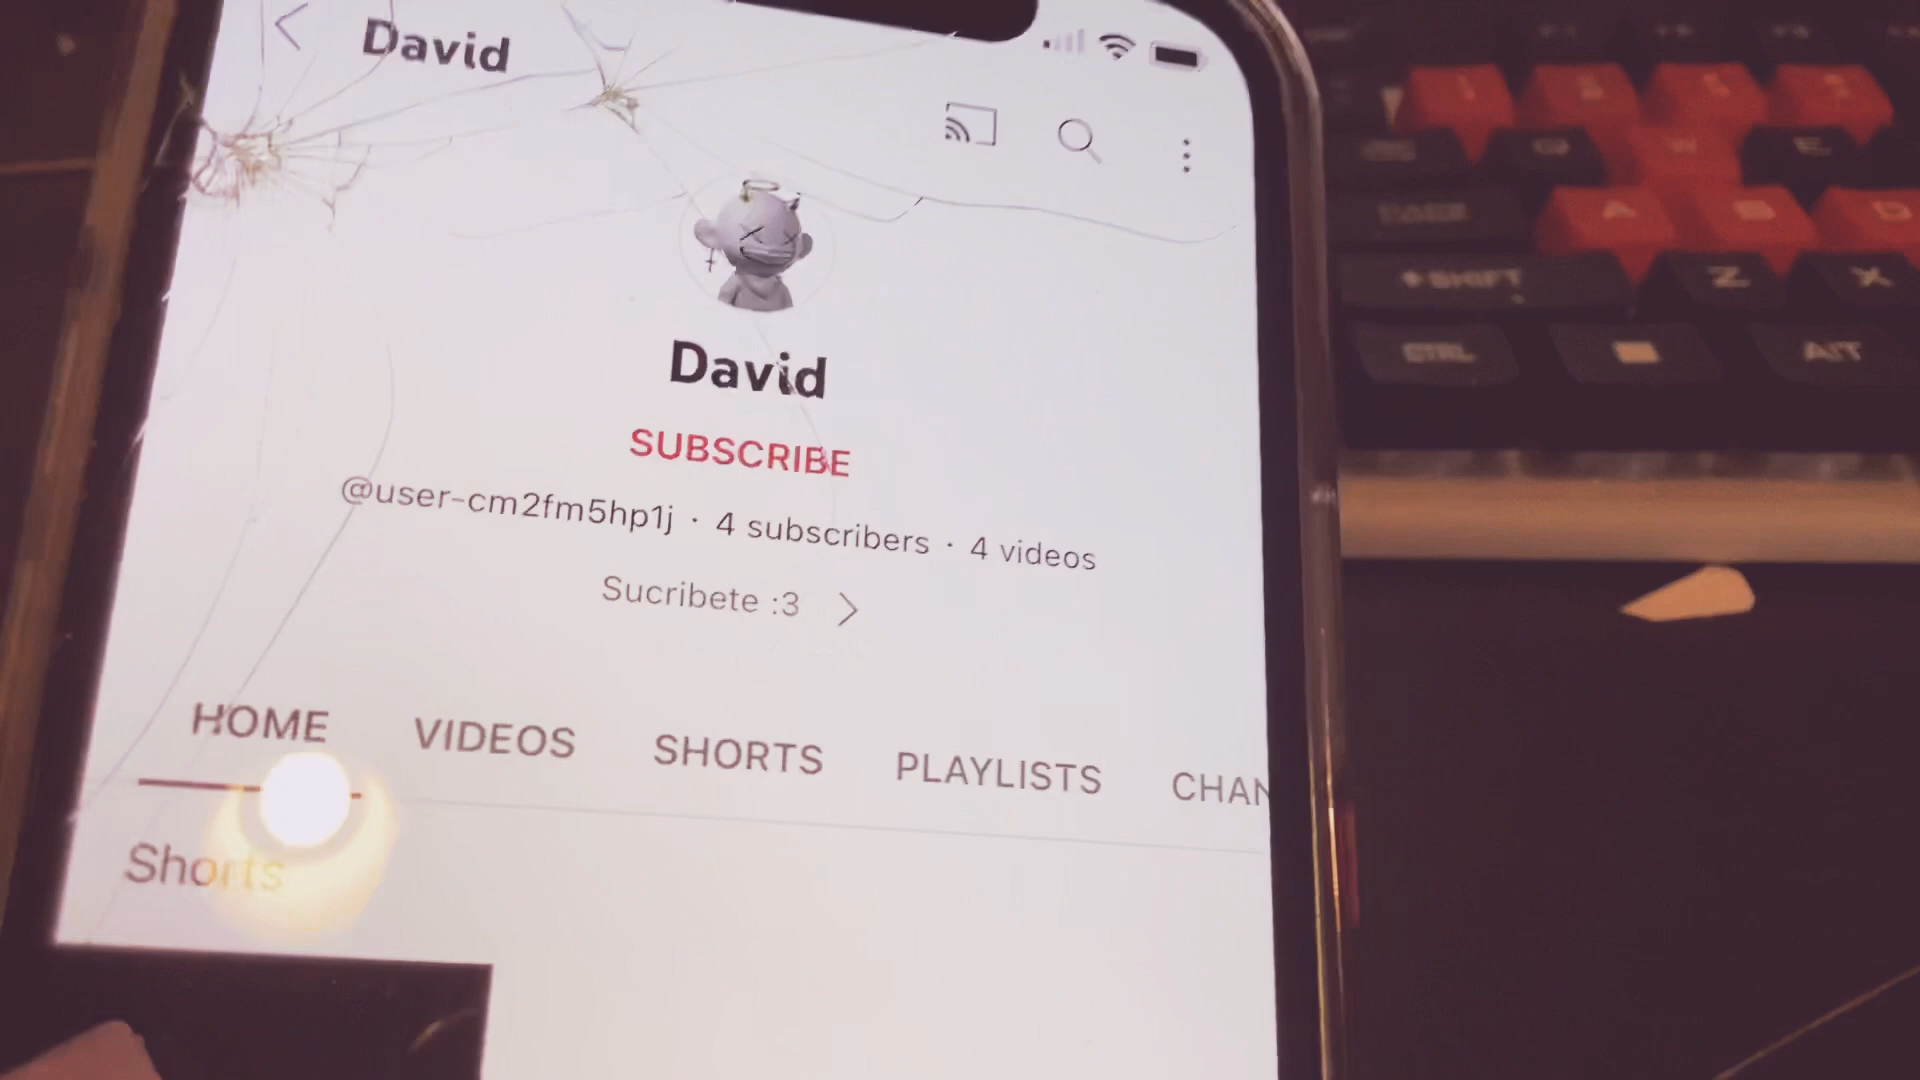 David
David
SUBSCRIBE
@user-cm2fm5hp1j · 4 subscribers · 4 videos
Sucribete :3
HOME VIDEOS SHORTS PLAYLISTS CHAN
Shorts
Q W E
A S D
SHIFT Z X
CTRL ALT